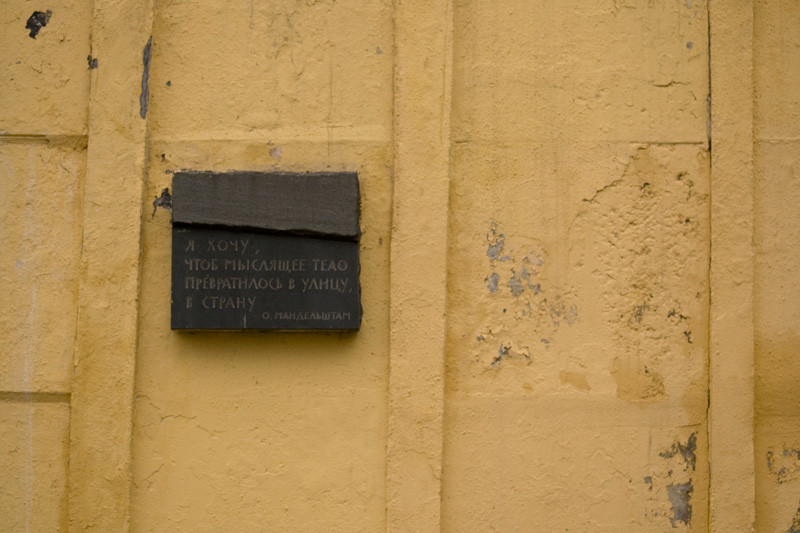 Я ХОЧУ,
ЧТОБ МЫСЛЯЩЕЕ ТЕЛО
ПРЕВРАТИЛОСЬ В УЛИЦУ,
В СТРАНУ
О. МАНДЕЛЬШТАМ